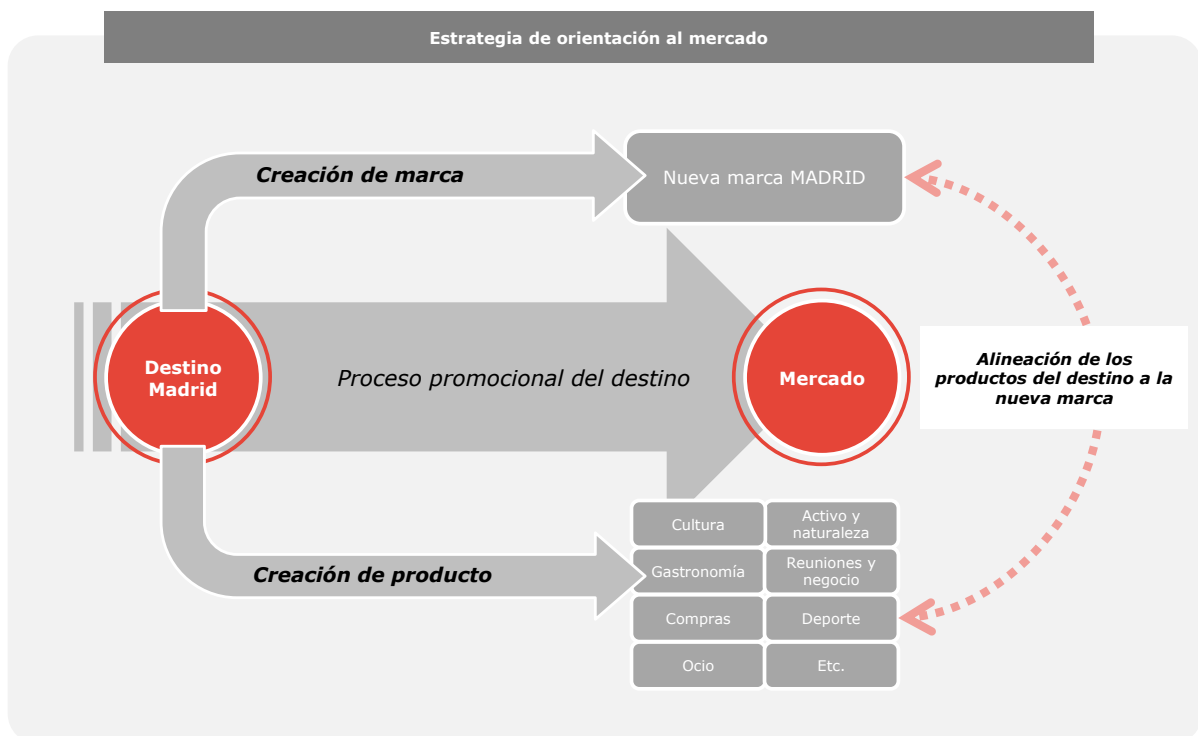 Estrategia de orientación al mercado
Creación de marca
Nueva marca MADRID
Destino
Madrid
Proceso promocional del destino
Mercado
Alineación de los
productos del destino a la
nueva marca
Creación de producto
Cultura
Activo y
naturaleza
Gastronomía
Reuniones y
negocio
Compras
Deporte
Ocio
Etc.